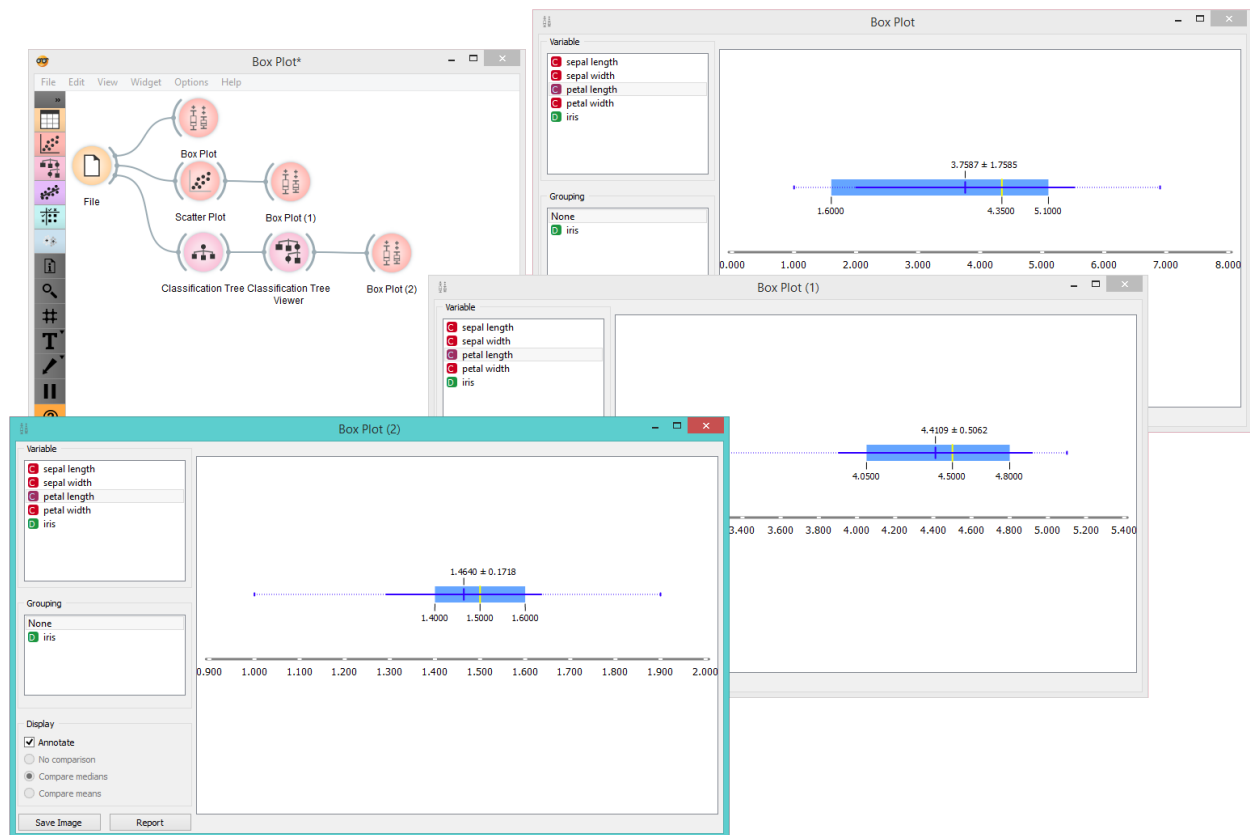 Box Plot
Variable
C sepal length
C sepal width
C petal length
C petal width
D iris
Grouping
None
D iris
3.7587 ± 1.7585
1.6000 4.3500 5.1000
0.000 1.000 2.000 3.000 4.000 5.000 6.000 7.000 8.000
Box Plot*
File Edit View Widget Options Help
File
Box Plot
Scatter Plot
Box Plot (1)
Classification Tree
Classification Tree
Viewer
Box Plot (2)
T
Box Plot (1)
Variable
C sepal length
C sepal width
C petal length
C petal width
D iris
4.4109 ± 0.5062
4.0500 4.5000 4.8000
3.400 3.600 3.800 4.000 4.200 4.400 4.600 4.800 5.000 5.200 5.400
Box Plot (2)
Variable
C sepal length
C sepal width
C petal length
C petal width
D iris
Grouping
None
D iris
Display
Annotate
No comparison
Compare medians
Compare means
Save Image Report
1.4640 ± 0.1718
1.4000 1.5000 1.6000
0.900 1.000 1.100 1.200 1.300 1.400 1.500 1.600 1.700 1.800 1.900 2.000